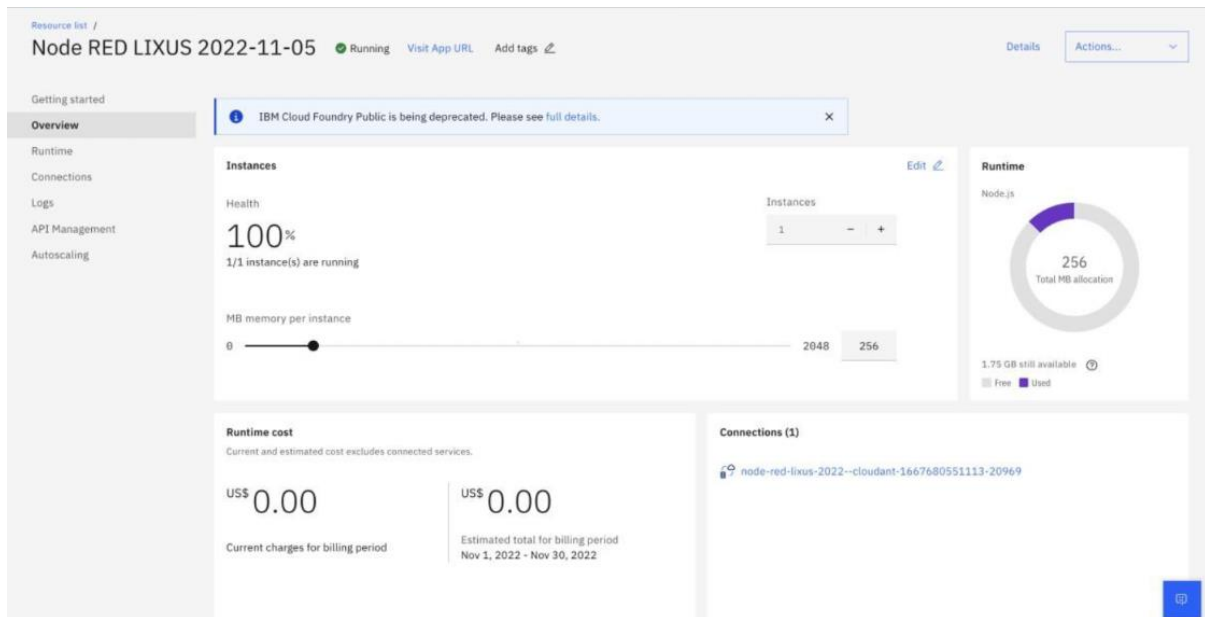 Resource list /
Node RED LIXUS 2022-11-05 Running Visit App URL Add tags
Details Actions...
Getting started
Overview
Runtime
Connections
Logs
API Management
Autoscaling
IBM Cloud Foundry Public is being deprecated. Please see full details.
Instances
Edit
Health
100%
1/1 instance(s) are running
Instances
1 - +
MB memory per instance
0 2048 256
Runtime
Node.js
256
Total MB allocation
1.75 GB still available
Free Used
Runtime cost
Current and estimated cost excludes connected services.
US$ 0.00
Current charges for billing period
US$ 0.00
Estimated total for billing period
Nov 1, 2022 - Nov 30, 2022
Connections (1)
node-red-lixus-2022--cloudant-1667680551113-20969